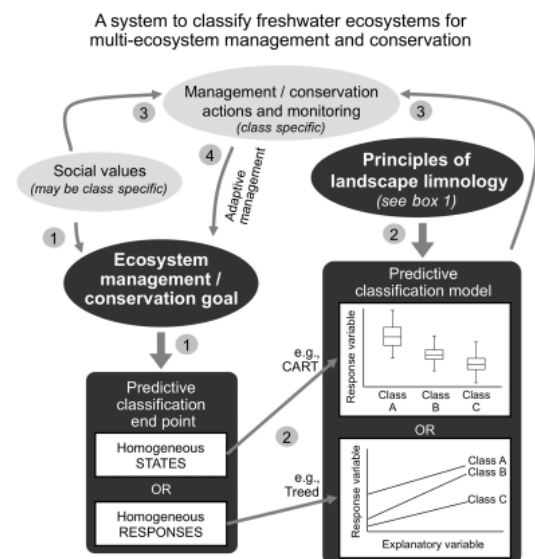 A system to classify freshwater ecosystems for
multi-ecosystem management and conservation
Management / conservation
actions and monitoring
(class specific)
3
3
4
Adaptive
management
Social values
(may be class specific)
Principles of
landscape limnology
(see box 1)
1
2
Ecosystem
management /
conservation goal
1
Predictive
classification
end point
Homogeneous
STATES
OR
Homogeneous
RESPONSES
e.g.,
CART
2
e.g.,
Treed
Predictive
classification model
Response variable
Class
A
Class
B
Class
C
OR
Response variable
Class A
Class B
Class C
Explanatory variable